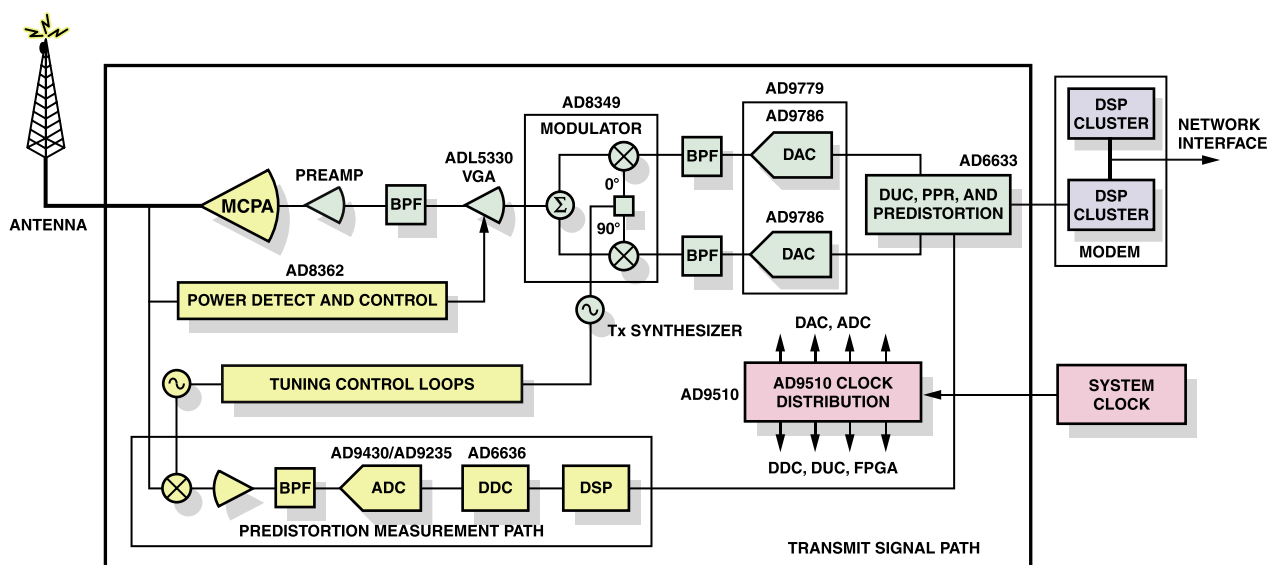 AD9779
AD8349
AD9786
MODULATOR
DSP
CLUSTER
NETWORK
INTERFACE
ADL5330
VGA
BPF
DAC
AD6633
PREAMP
0°
DUC, PPR, AND
PREDISTORTION
DSP
CLUSTER
MCPA
BPF
Σ
ANTENNA
90°
AD9786
BPF
DAC
MODEM
AD8362
POWER DETECT AND CONTROL
Tx SYNTHESIZER
DAC, ADC
TUNING CONTROL LOOPS
AD9510
AD9510 CLOCK
DISTRIBUTION
SYSTEM
CLOCK
DDC, DUC, FPGA
AD9430/AD9235
AD6636
BPF
ADC
DDC
DSP
PREDISTORTION MEASUREMENT PATH
TRANSMIT SIGNAL PATH